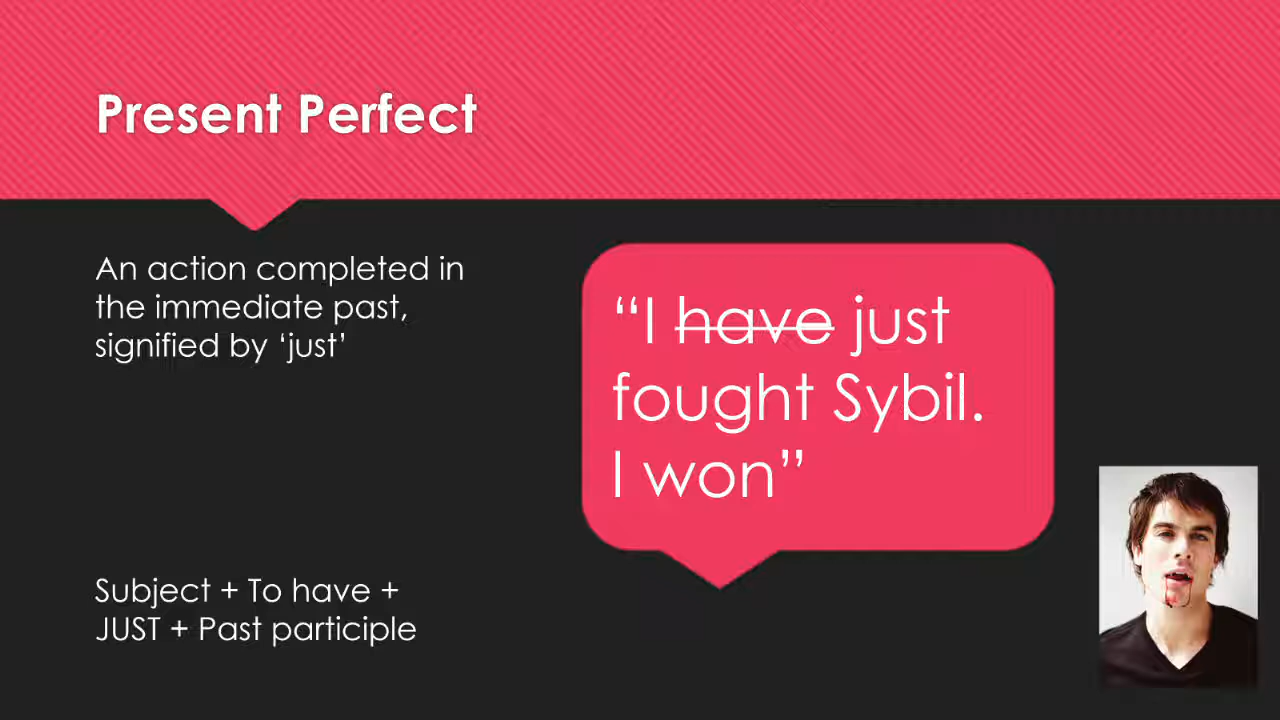 Present Perfect
An action completed in
the immediate past,
signified by ‘just’
“I have just
fought Sybil.
I won”
Subject + To have +
JUST + Past participle